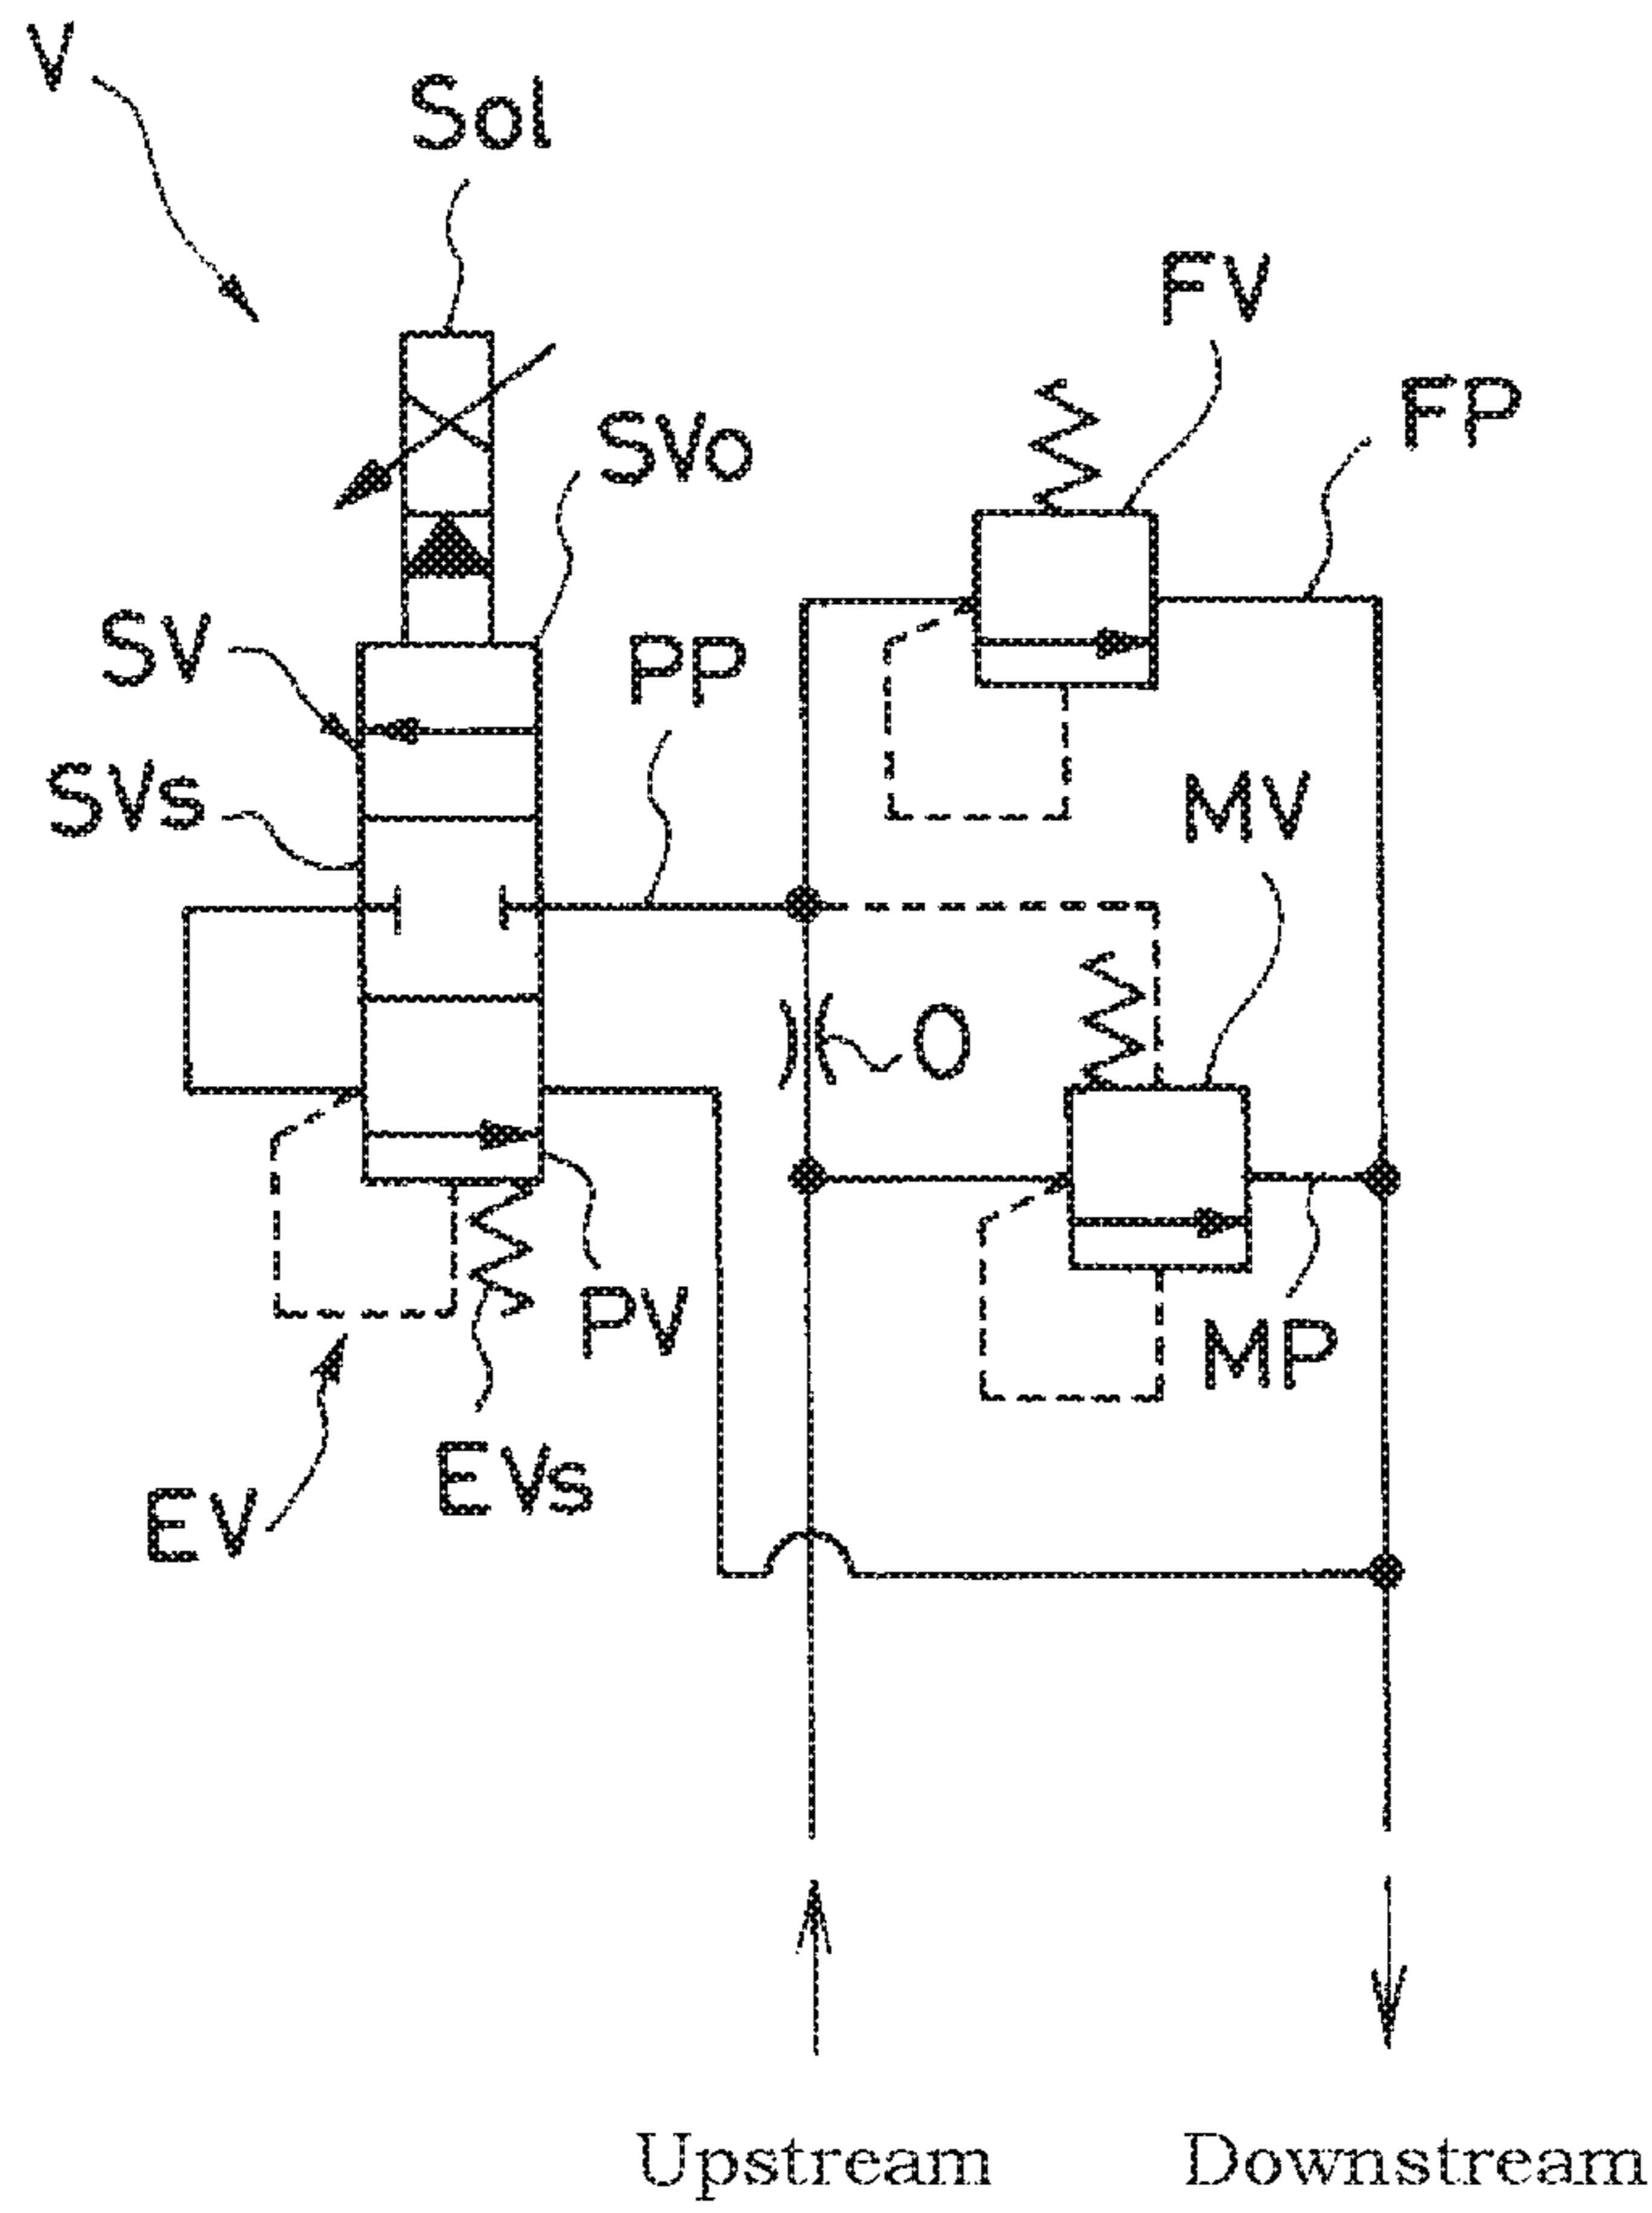 V
Sol
FV
FP
SVo
SV
PP
SVs
MV
O
PV
MP
EVs
EV
Upstream
Downstream